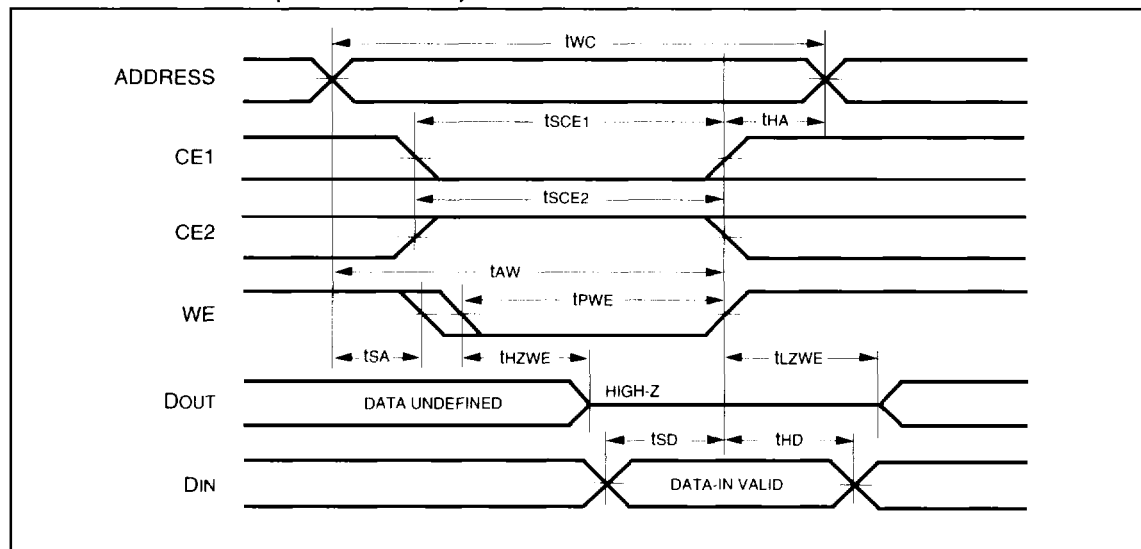 tWC
ADDRESS
tSCE1
tHA
CE1
tSCE2
CE2
tAW
tPWE
WE
tSA
tHZWE
tLZWE
DOUT
DATA UNDEFINED
HIGH-Z
tSD
tHD
DIN
DATA-IN VALID